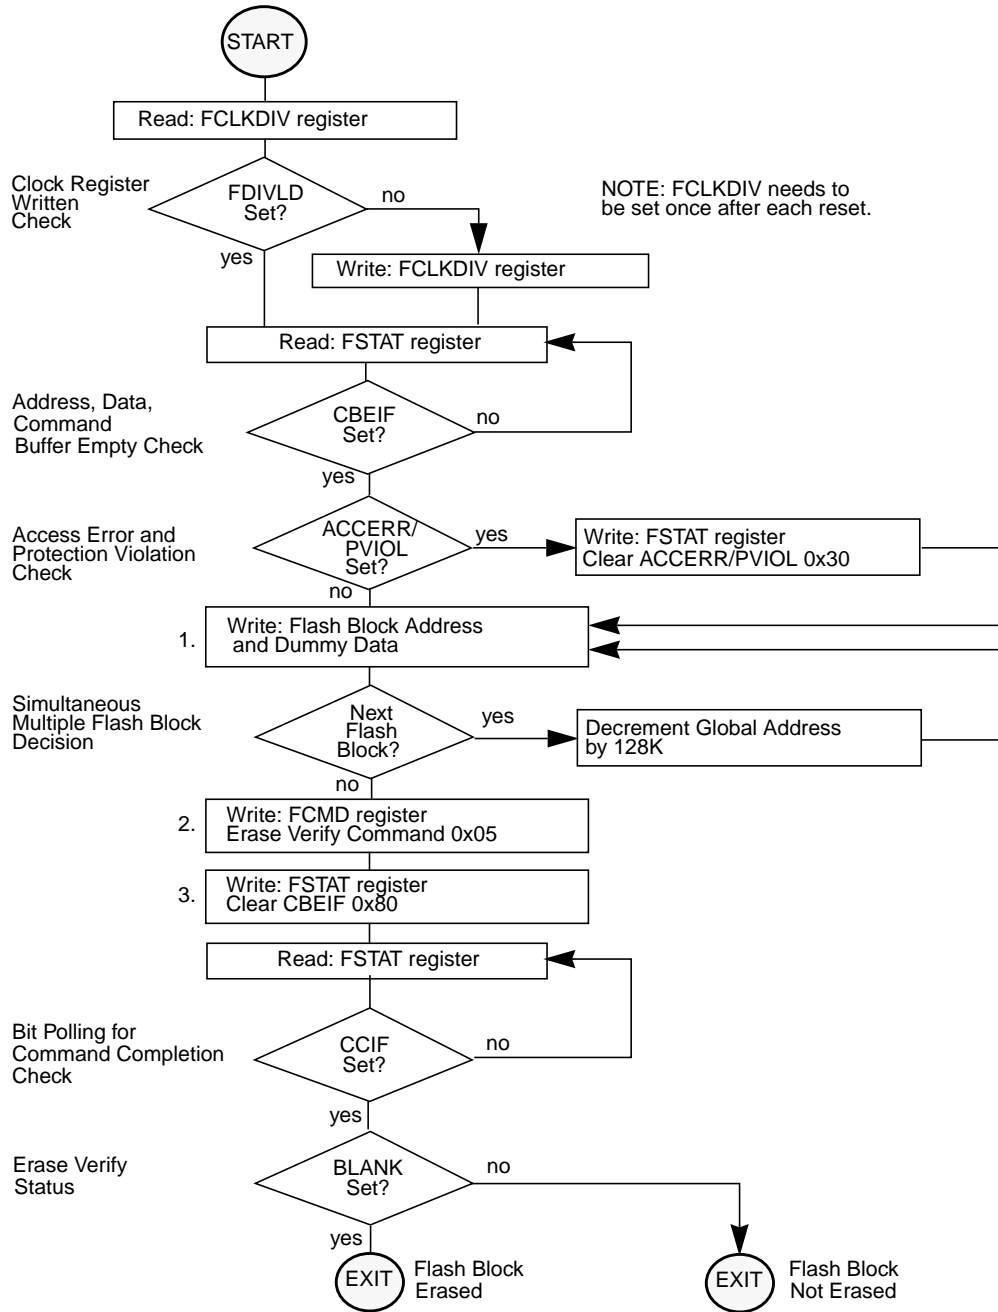 START
Read: FCLKDIV register
Clock Register
Written
Check
FDIVLD
Set?
no
yes
NOTE: FCLKDIV needs to
be set once after each reset.
Write: FCLKDIV register
Read: FSTAT register
Address, Data,
Command
Buffer Empty Check
CBEIF
Set?
no
yes
Access Error and
Protection Violation
Check
ACCERR/
PVIOL
Set?
yes
no
Write: FSTAT register
Clear ACCERR/PVIOL 0x30
1.
Write: Flash Block Address
and Dummy Data
Simultaneous
Multiple Flash Block
Decision
Next
Flash
Block?
yes
no
Decrement Global Address
by 128K
2.
Write: FCMD register
Erase Verify Command 0x05
3.
Write: FSTAT register
Clear CBEIF 0x80
Read: FSTAT register
Bit Polling for
Command Completion
Check
CCIF
Set?
no
yes
Erase Verify
Status
BLANK
Set?
no
yes
EXIT
Flash Block
Erased
EXIT
Flash Block
Not Erased